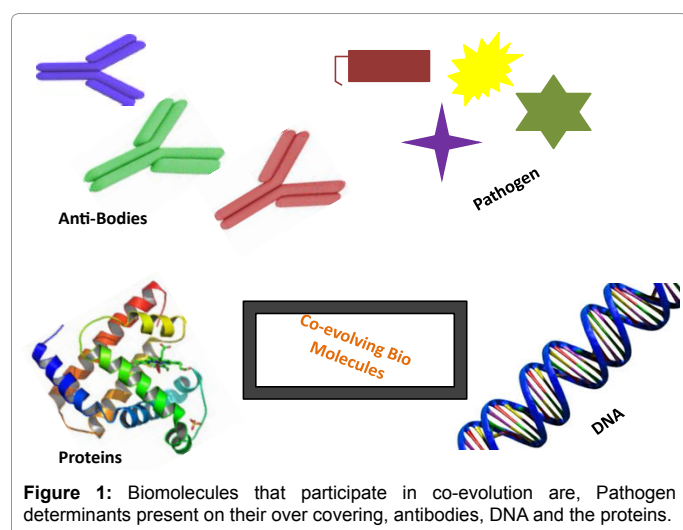 Anti-Bodies
Pathogen
Co-evolving Bio
Molecules
Proteins
DNA
Figure 1: Biomolecules that participate in co-evolution are, Pathogen
determinants present on their over covering, antibodies, DNA and the proteins.